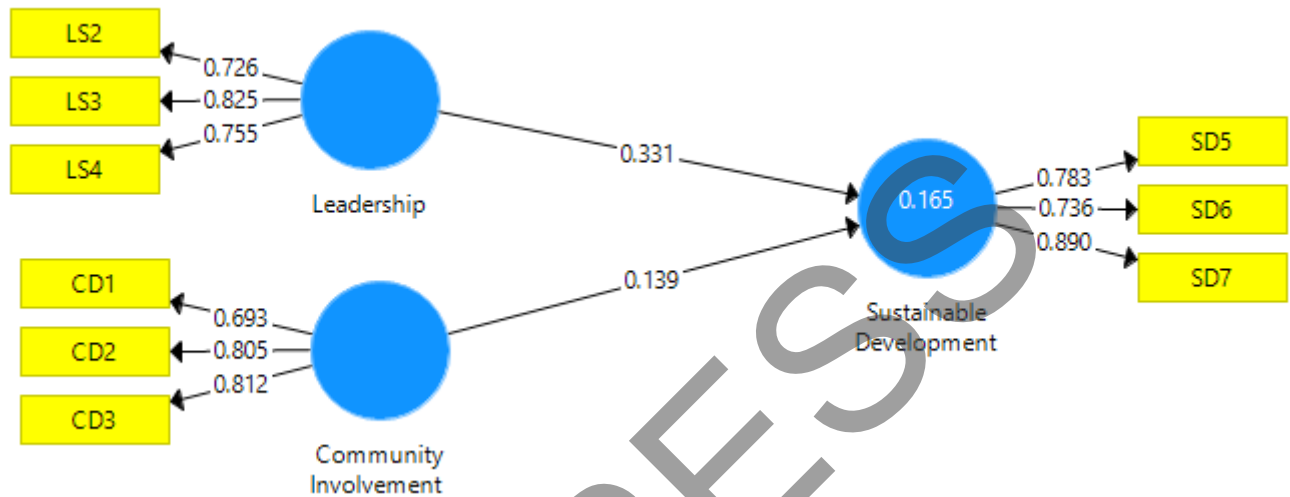 LS2
0.726
LS3
0.825
0.755
LS4
Leadership
0.331
SD5
0.783
0.165
0.736
SD6
0.890
SD7
CD1
0.693
0.139
CD2
0.805
0.812
CD3
Sustainable
Development
Community
Involvement
ESS